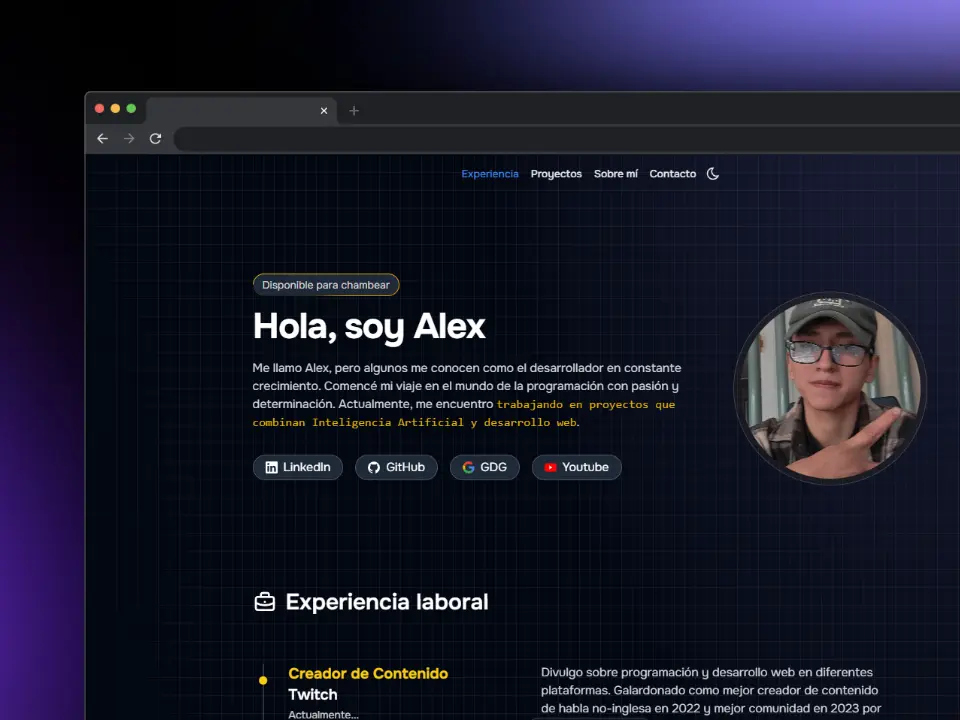 Experiencia Proyectos Sobre mí Contacto
Disponible para chambear
Hola, soy Alex
Me llamo Alex, pero algunos me conocen como el desarrollador en constante
crecimiento. Comencé mi viaje en el mundo de la programación con pasión y
determinación. Actualmente, me encuentro trabajando en proyectos que
combinan Inteligencia Artificial y desarrollo web.
LinkedIn GitHub GDG Youtube
Experiencia laboral
Creador de Contenido
Twitch
Actualmente...
Divulgo sobre programación y desarrollo web en diferentes
plataformas. Galardonado como mejor creador de contenido
de habla no-inglesa en 2022 y mejor comunidad en 2023 por